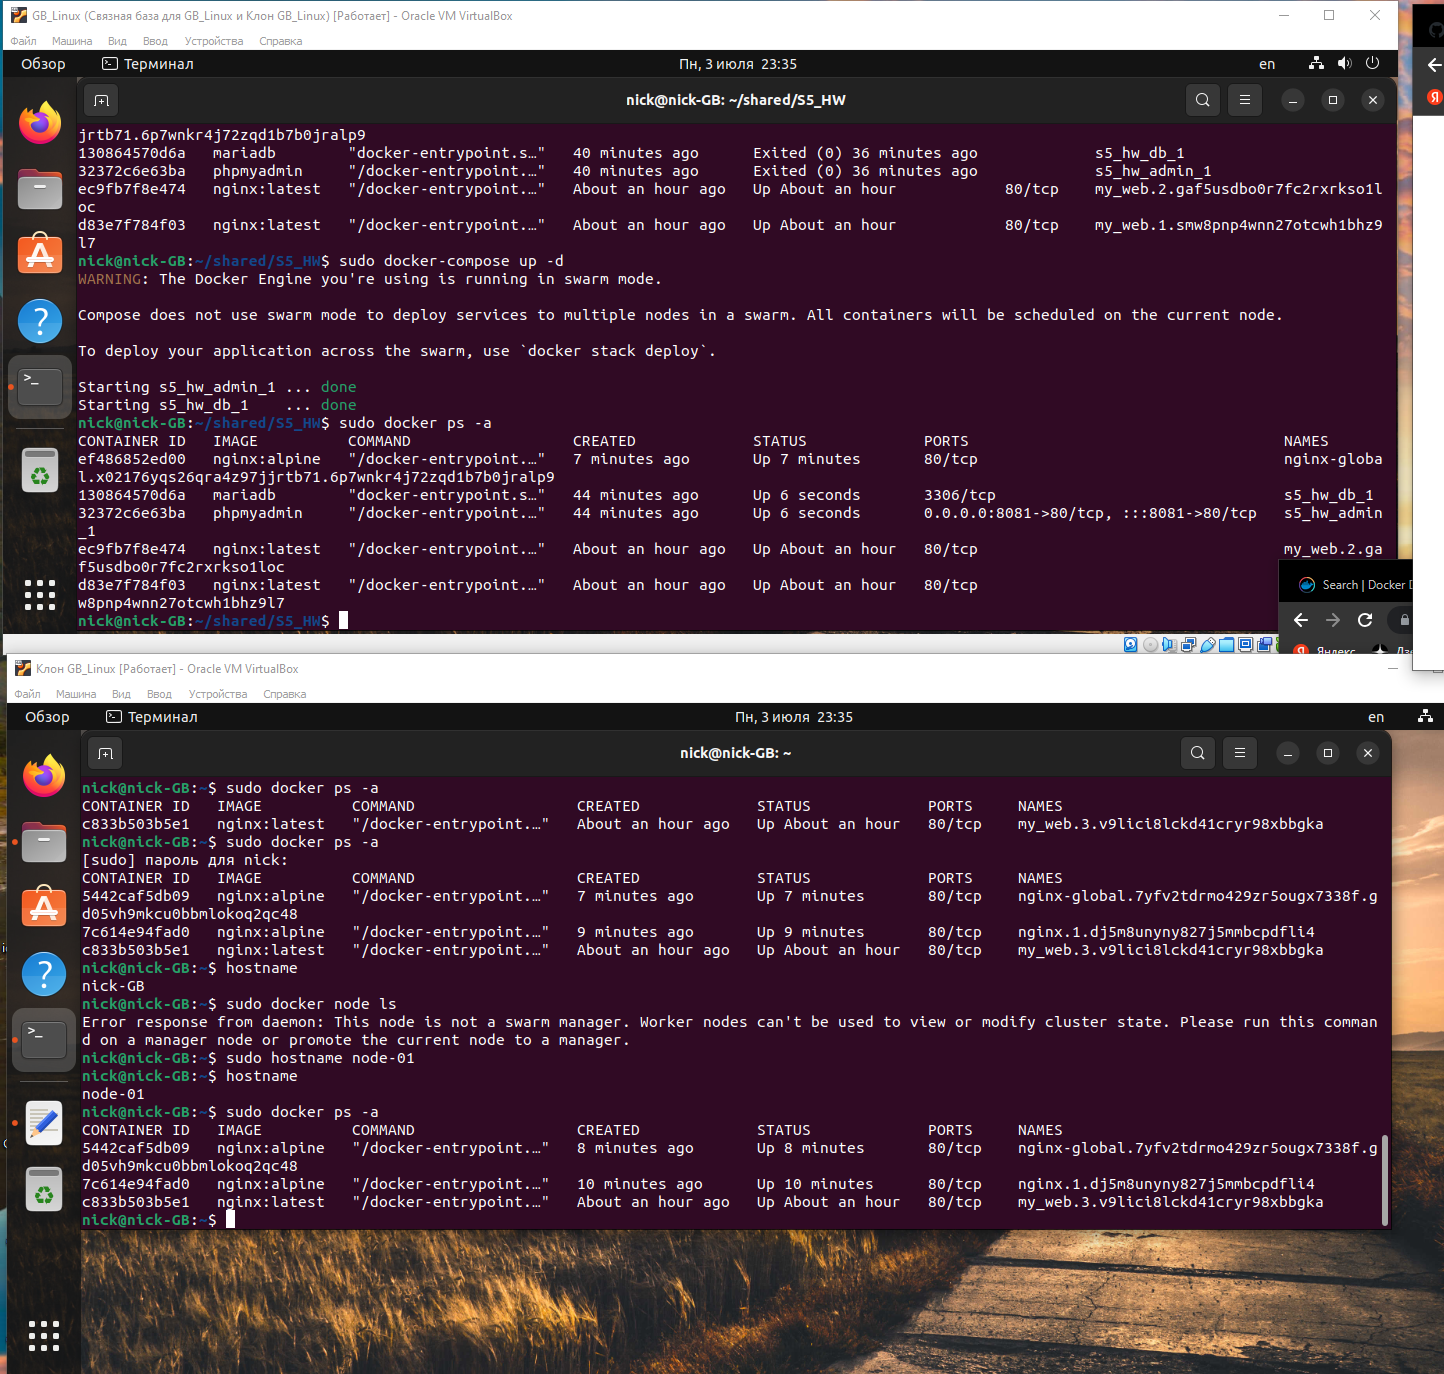 GB_Linux (Связная база для GB_Linux и Клон GB_Linux) [Работает] - Oracle VM VirtualBox
Файл Машина Вид Ввод Устройства Справка
Обзор Терминал Пн, 3 июля 23:35 en
nick@nick-GB: ~/shared/S5_HW
jrtb71.6p7wnkr4j72zqd1b7b0jralp9
130864570d6a mariadb "docker-entrypoint.s…" 40 minutes ago Exited (0) 36 minutes ago s5_hw_db_1
32372c6e63ba phpmyadmin "/docker-entrypoint.…" 40 minutes ago Exited (0) 36 minutes ago s5_hw_admin_1
ec9fb7f8e474 nginx:latest "/docker-entrypoint.…" About an hour ago Up About an hour 80/tcp my_web.2.gaf5usdbo0r7fc2rxrkso1l
oc
d83e7f784f03 nginx:latest "/docker-entrypoint.…" About an hour ago Up About an hour 80/tcp my_web.1.smw8pnp4wnn27otcwh1bhz9
l7
nick@nick-GB:~/shared/S5_HW$ sudo docker-compose up -d
WARNING: The Docker Engine you're using is running in swarm mode.
Compose does not use swarm mode to deploy services to multiple nodes in a swarm. All containers will be scheduled on the current node.
To deploy your application across the swarm, use `docker stack deploy`.
Starting s5_hw_admin_1 ... done
Starting s5_hw_db_1 ... done
nick@nick-GB:~/shared/S5_HW$ sudo docker ps -a
CONTAINER ID IMAGE COMMAND CREATED STATUS PORTS NAMES
ef486852ed00 nginx:alpine "/docker-entrypoint.…" 7 minutes ago Up 7 minutes 80/tcp nginx-globa
l.x02176yqs26qra4z97jjrtb71.6p7wnkr4j72zqd1b7b0jralp9
130864570d6a mariadb "docker-entrypoint.s…" 44 minutes ago Up 6 seconds 3306/tcp s5_hw_db_1
32372c6e63ba phpmyadmin "/docker-entrypoint.…" 44 minutes ago Up 6 seconds 0.0.0.0:8081->80/tcp, :::8081->80/tcp s5_hw_admin
_1
ec9fb7f8e474 nginx:latest "/docker-entrypoint.…" About an hour ago Up About an hour 80/tcp my_web.2.ga
f5usdbo0r7fc2rxrkso1loc
d83e7f784f03 nginx:latest "/docker-entrypoint.…" About an hour ago Up About an hour 80/tcp
w8pnp4wnn27otcwh1bhz9l7
nick@nick-GB:~/shared/S5_HW$
Search | Docker D
Яндекс Дзе
Клон GB_Linux [Работает] - Oracle VM VirtualBox
Файл Машина Вид Ввод Устройства Справка
Обзор Терминал Пн, 3 июля 23:35 en
nick@nick-GB: ~
nick@nick-GB:~$ sudo docker ps -a
CONTAINER ID IMAGE COMMAND CREATED STATUS PORTS NAMES
c833b503b5e1 nginx:latest "/docker-entrypoint.…" About an hour ago Up About an hour 80/tcp my_web.3.v9lici8lckd41cryr98xbbgka
nick@nick-GB:~$ sudo docker ps -a
[sudo] пароль для nick:
CONTAINER ID IMAGE COMMAND CREATED STATUS PORTS NAMES
5442caf5db09 nginx:alpine "/docker-entrypoint.…" 7 minutes ago Up 7 minutes 80/tcp nginx-global.7yfv2tdrmo429zr5ougx7338f.g
d05vh9mkcu0bbmlokoq2qc48
7c614e94fad0 nginx:alpine "/docker-entrypoint.…" 9 minutes ago Up 9 minutes 80/tcp nginx.1.dj5m8unyny827j5mmbcpdfli4
c833b503b5e1 nginx:latest "/docker-entrypoint.…" About an hour ago Up About an hour 80/tcp my_web.3.v9lici8lckd41cryr98xbbgka
nick@nick-GB:~$ hostname
nick-GB
nick@nick-GB:~$ sudo docker node ls
Error response from daemon: This node is not a swarm manager. Worker nodes can't be used to view or modify cluster state. Please run this comman
d on a manager node or promote the current node to a manager.
nick@nick-GB:~$ sudo hostname node-01
nick@nick-GB:~$ hostname
node-01
nick@nick-GB:~$ sudo docker ps -a
CONTAINER ID IMAGE COMMAND CREATED STATUS PORTS NAMES
5442caf5db09 nginx:alpine "/docker-entrypoint.…" 8 minutes ago Up 8 minutes 80/tcp nginx-global.7yfv2tdrmo429zr5ougx7338f.g
d05vh9mkcu0bbmlokoq2qc48
7c614e94fad0 nginx:alpine "/docker-entrypoint.…" 10 minutes ago Up 10 minutes 80/tcp nginx.1.dj5m8unyny827j5mmbcpdfli4
c833b503b5e1 nginx:latest "/docker-entrypoint.…" About an hour ago Up About an hour 80/tcp my_web.3.v9lici8lckd41cryr98xbbgka
nick@nick-GB:~$